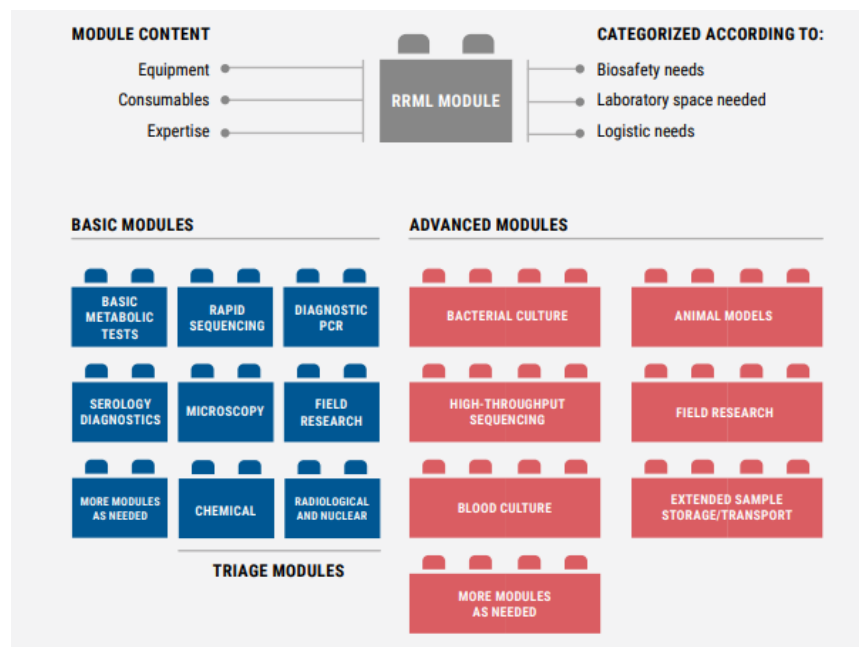 MODULE CONTENT
Equipment
Consumables
Expertise
RRML MODULE
CATEGORIZED ACCORDING TO:
Biosafety needs
Laboratory space needed
Logistic needs
BASIC MODULES
BASIC
METABOLIC
TESTS
RAPID
SEQUENCING
DIAGNOSTIC
PCR
SEROLOGY
DIAGNOSTICS
MICROSCOPY
FIELD
RESEARCH
MORE MODULES
AS NEEDED
CHEMICAL
RADIOLOGICAL
AND NUCLEAR
TRIAGE MODULES
ADVANCED MODULES
BACTERIAL CULTURE
ANIMAL MODELS
HIGH-THROUGHPUT
SEQUENCING
FIELD RESEARCH
BLOOD CULTURE
EXTENDED SAMPLE
STORAGE/TRANSPORT
MORE MODULES
AS NEEDED